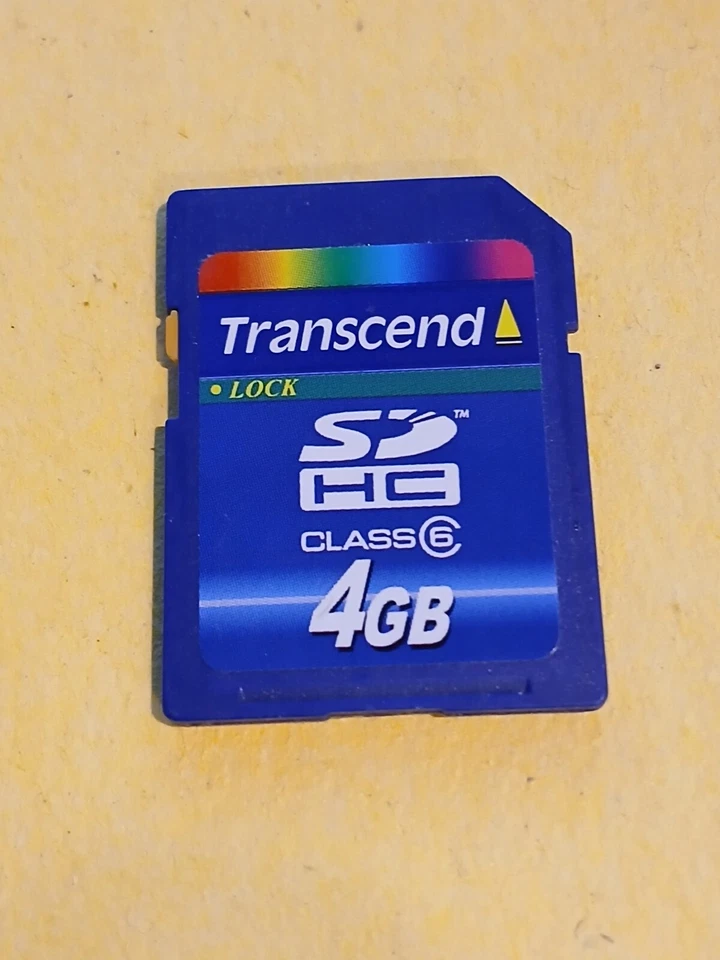 Transcend
• LOCK
SD™
HC
CLASS 6
4GB